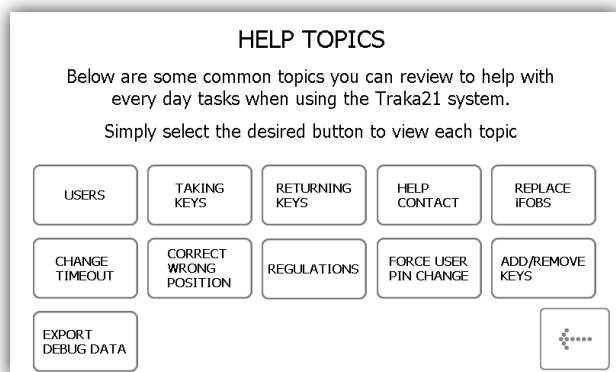 HELP TOPICS
Below are some common topics you can review to help with
every day tasks when using the Traka21 system.
Simply select the desired button to view each topic
USERS
TAKING
KEYS
RETURNING
KEYS
HELP
CONTACT
REPLACE
iFOBS
CHANGE
TIMEOUT
CORRECT
WRONG
POSITION
REGULATIONS
FORCE USER
PIN CHANGE
ADD/REMOVE
KEYS
EXPORT
DEBUG DATA